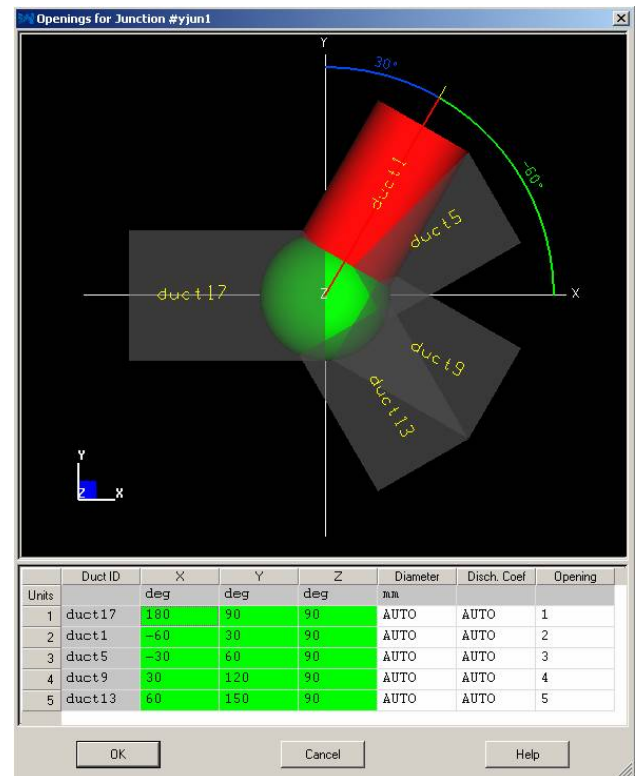 Openings for Junction #yjun1
Y
30°
-60°
duct1
duct5
duct17
Z
X
duct9
duct13
Y
Z X
Duct ID X Y Z Diameter Disch. Coef Opening
Units deg deg deg mm
1 duct17 180 90 90 AUTO AUTO 1
2 duct1 -60 30 90 AUTO AUTO 2
3 duct5 -30 60 90 AUTO AUTO 3
4 duct9 30 120 90 AUTO AUTO 4
5 duct13 60 150 90 AUTO AUTO 5
OK Cancel Help